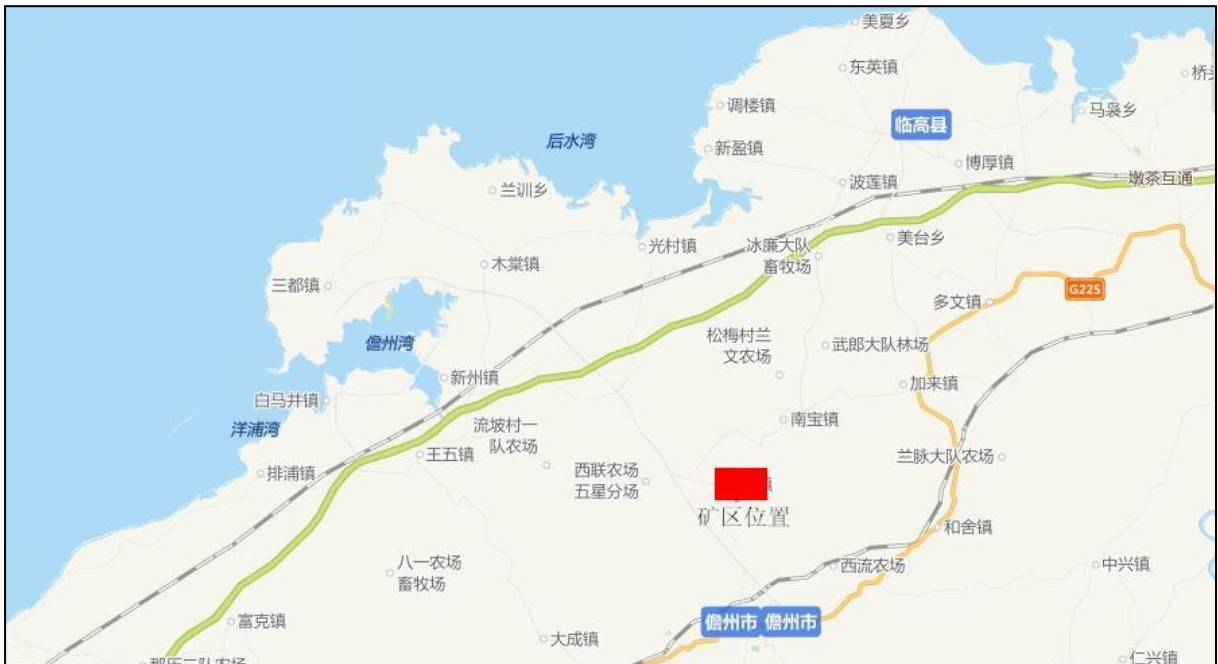 美夏乡
东英镇
桥头
调楼镇
马袅乡
临高县
后水湾
新盈镇
博厚镇
墩茶互通
兰训乡
波莲镇
光村镇
美台乡
冰廉大队
畜牧场
木棠镇
三都镇
G225
多文镇
松梅村兰
文农场
武郎大队林场
儋州湾
新州镇
加来镇
白马井镇
南宝镇
洋浦湾
流坡村一
队农场
王五镇
兰脉大队农场
排浦镇
西联农场
五星分场
镇
矿区位置
和舍镇
八一农场
畜牧场
西流农场
中兴镇
富克镇
儋州市
儋州市
大成镇
仁兴镇